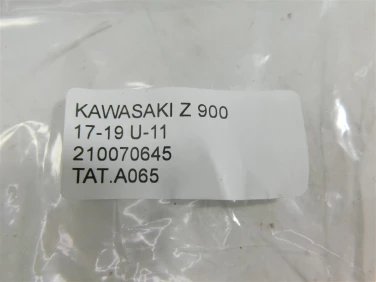 KAWASAKI Z 900
17-19 U-11
210070645
TAT.A065